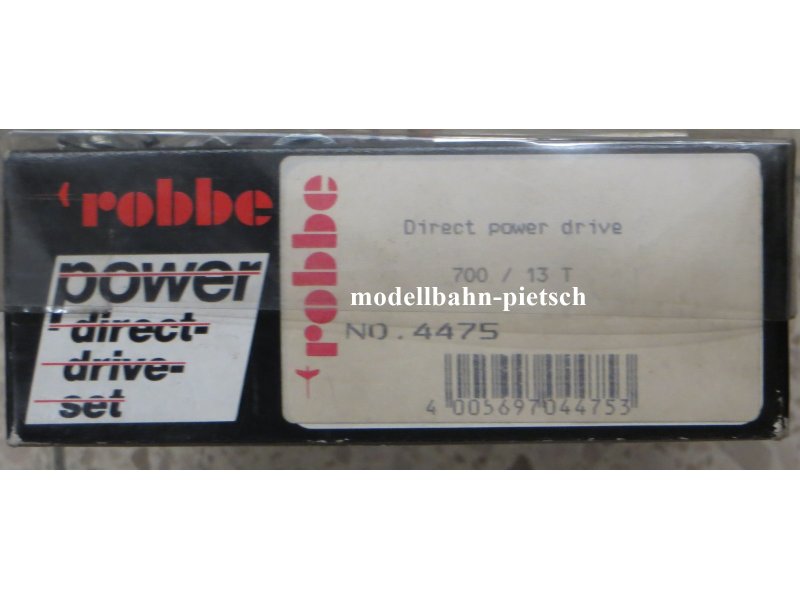 robbe
power
direct-
drive-
set
robbe
Direct power drive
700 / 13 T
modellbahn-pietsch
NO.4475
4 005697 044753